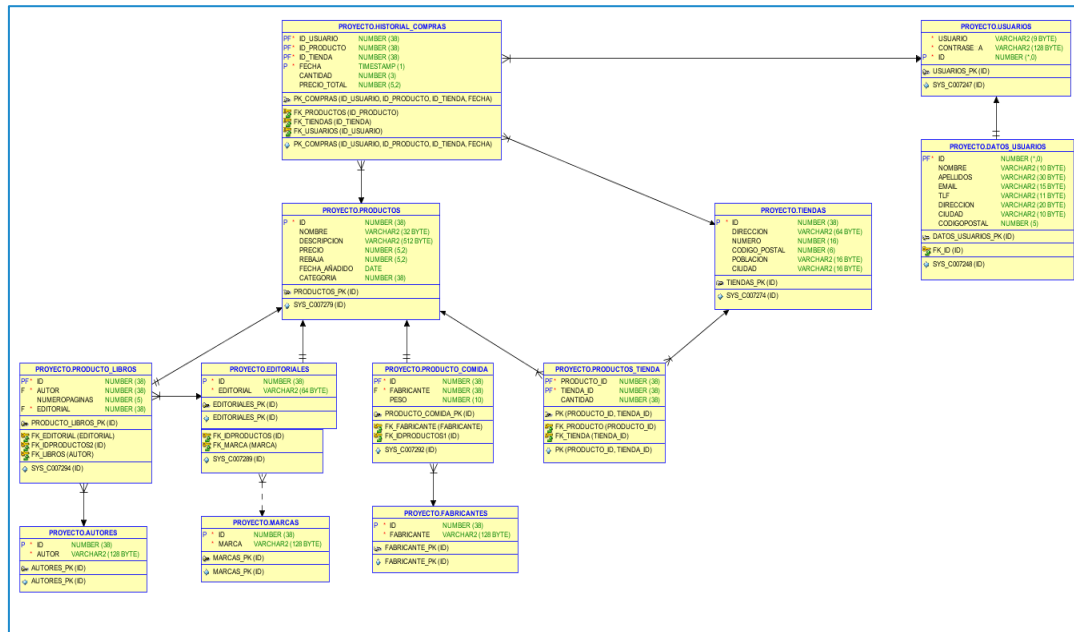 PROYECTO.HISTORIAL_COMPRAS
PF* ID_USUARIO NUMBER (38)
PF* ID_PRODUCTO NUMBER (38)
PF* ID_TIENDA NUMBER (38)
P * FECHA TIMESTAMP (1)
CANTIDAD NUMBER (3)
PRECIO_TOTAL NUMBER (5,2)
PK_COMPRAS (ID_USUARIO, ID_PRODUCTO, ID_TIENDA, FECHA)
FK_PRODUCTOS (ID_PRODUCTO)
FK_TIENDAS (ID_TIENDA)
FK_USUARIOS (ID_USUARIO)
PK_COMPRAS (ID_USUARIO, ID_PRODUCTO, ID_TIENDA, FECHA)
PROYECTO.USUARIOS
* USUARIO VARCHAR2 (9 BYTE)
* CONTRASE A VARCHAR2 (128 BYTE)
P * ID NUMBER (*,0)
USUARIOS_PK (ID)
SYS_C007247 (ID)
PROYECTO.DATOS_USUARIOS
PF* ID NUMBER (*,0)
NOMBRE VARCHAR2 (10 BYTE)
APELLIDOS VARCHAR2 (30 BYTE)
EMAIL VARCHAR2 (15 BYTE)
TLF VARCHAR2 (11 BYTE)
DIRECCION VARCHAR2 (20 BYTE)
CIUDAD VARCHAR2 (10 BYTE)
CODIGOPOSTAL NUMBER (5)
DATOS_USUARIOS_PK (ID)
FK_ID (ID)
SYS_C007248 (ID)
PROYECTO.PRODUCTOS
P * ID NUMBER (38)
NOMBRE VARCHAR2 (32 BYTE)
DESCRIPCION VARCHAR2 (512 BYTE)
PRECIO NUMBER (5,2)
REBAJA NUMBER (5,2)
FECHA_AÑADIDO DATE
CATEGORIA NUMBER (38)
PRODUCTOS_PK (ID)
SYS_C007279 (ID)
PROYECTO.TIENDAS
P * ID NUMBER (38)
DIRECCION VARCHAR2 (64 BYTE)
NUMERO NUMBER (16)
CODIGO_POSTAL NUMBER (6)
POBLACION VARCHAR2 (16 BYTE)
CIUDAD VARCHAR2 (16 BYTE)
TIENDAS_PK (ID)
SYS_C007274 (ID)
PROYECTO.PRODUCTO_LIBROS
PF* ID NUMBER (38)
F * AUTOR NUMBER (38)
NUMEROPAGINAS NUMBER (5)
F * EDITORIAL NUMBER (38)
PRODUCTO_LIBROS_PK (ID)
FK_EDITORIAL (EDITORIAL)
FK_IDPRODUCTOS2 (ID)
FK_LIBROS (AUTOR)
SYS_C007294 (ID)
PROYECTO.EDITORIALES
P * ID NUMBER (38)
* EDITORIAL VARCHAR2 (64 BYTE)
EDITORIALES_PK (ID)
EDITORIALES_PK (ID)
FK_IDPRODUCTOS (ID)
FK_MARCA (MARCA)
SYS_C007289 (ID)
PROYECTO.PRODUCTO_COMIDA
PF* ID NUMBER (38)
F * FABRICANTE NUMBER (38)
PESO NUMBER (10)
PRODUCTO_COMIDA_PK (ID)
FK_FABRICANTE (FABRICANTE)
FK_IDPRODUCTOS1 (ID)
SYS_C007292 (ID)
PROYECTO.PRODUCTOS_TIENDA
PF* PRODUCTO_ID NUMBER (38)
PF* TIENDA_ID NUMBER (38)
CANTIDAD NUMBER (38)
PK (PRODUCTO_ID, TIENDA_ID)
FK_PRODUCTO (PRODUCTO_ID)
FK_TIENDA (TIENDA_ID)
PK (PRODUCTO_ID, TIENDA_ID)
PROYECTO.AUTORES
P * ID NUMBER (38)
* AUTOR VARCHAR2 (128 BYTE)
AUTORES_PK (ID)
AUTORES_PK (ID)
PROYECTO.MARCAS
P * ID NUMBER (38)
* MARCA VARCHAR2 (128 BYTE)
MARCAS_PK (ID)
MARCAS_PK (ID)
PROYECTO.FABRICANTES
P * ID NUMBER (38)
* FABRICANTE VARCHAR2 (128 BYTE)
FABRICANTE_PK (ID)
FABRICANTE_PK (ID)